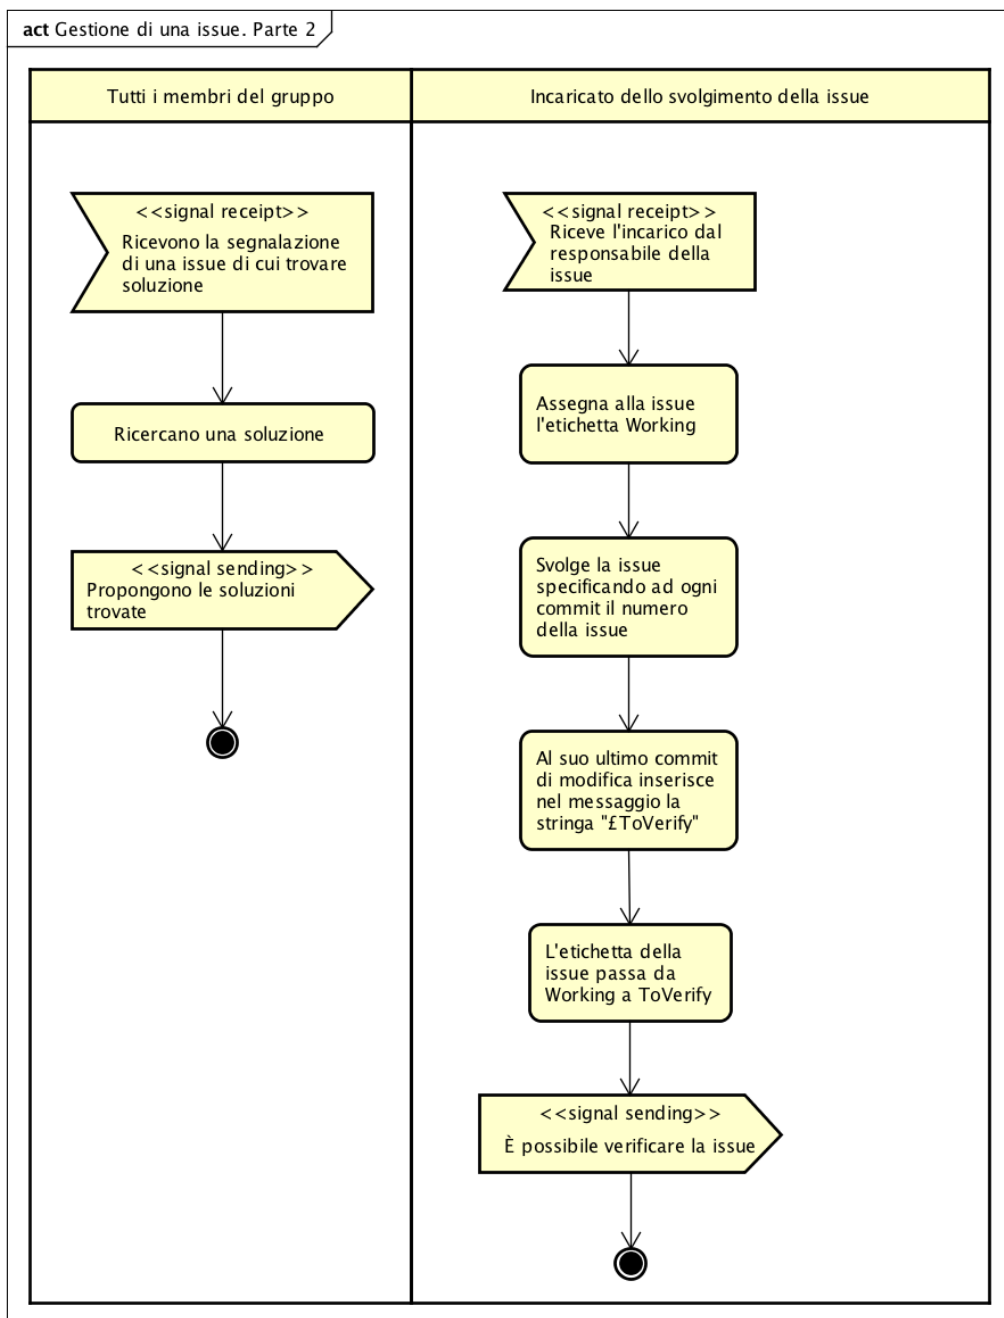 act Gestione di una issue. Parte 2
Tutti i membri del gruppo
Incaricato dello svolgimento della issue
<<signal receipt>>
Ricevono la segnalazione
di una issue di cui trovare
soluzione
Ricercano una soluzione
<<signal sending>>
Propongono le soluzioni
trovate
<<signal receipt>>
Riceve l'incarico dal
responsabile della
issue
Assegna alla issue
l'etichetta Working
Svolge la issue
specificando ad ogni
commit il numero
della issue
Al suo ultimo commit
di modifica inserisce
nel messaggio la
stringa "£ToVerify"
L'etichetta della
issue passa da
Working a ToVerify
<<signal sending>>
È possibile verificare la issue